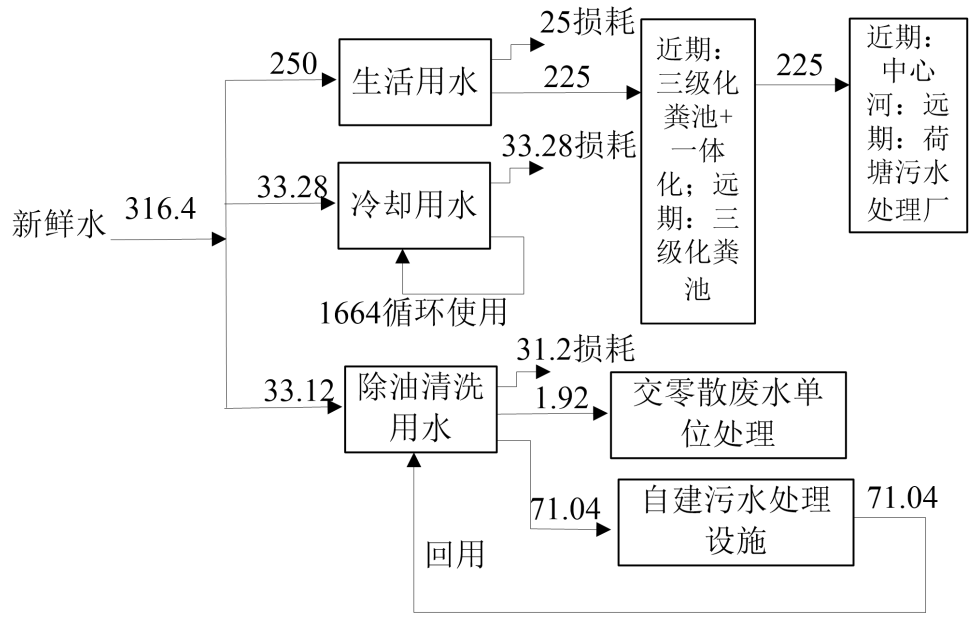 新鲜水
316.4
250
生活用水
25损耗
225
近期：
三级化
粪池+
一体
化；远
期：三
级化粪
池
225
近期：
中心
河：远
期：荷
塘污水
处理厂
33.28
冷却用水
33.28损耗
1664循环使用
33.12
除油清洗
用水
31.2损耗
1.92
交零散废水单
位处理
71.04
自建污水处理
设施
71.04
回用